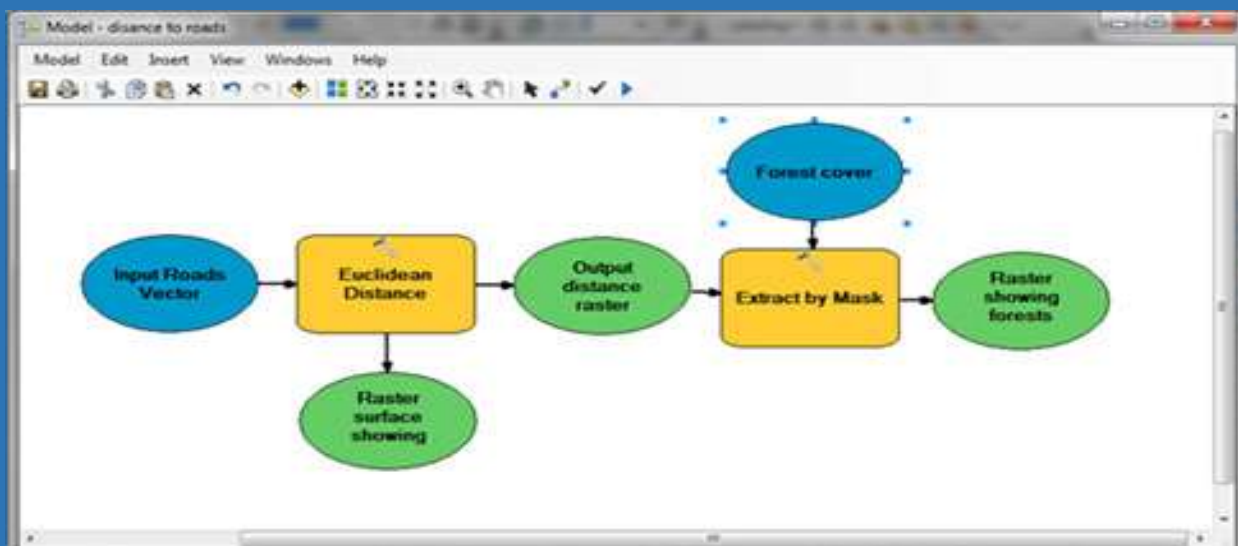 Model - disance to roads
Model Edit Insert View Windows Help
Forest cover
Input Roads
Vector
Euclidean
Distance
Output
distance
raster
Extract by Mask
Raster
showing
forests
Raster
surface
showing